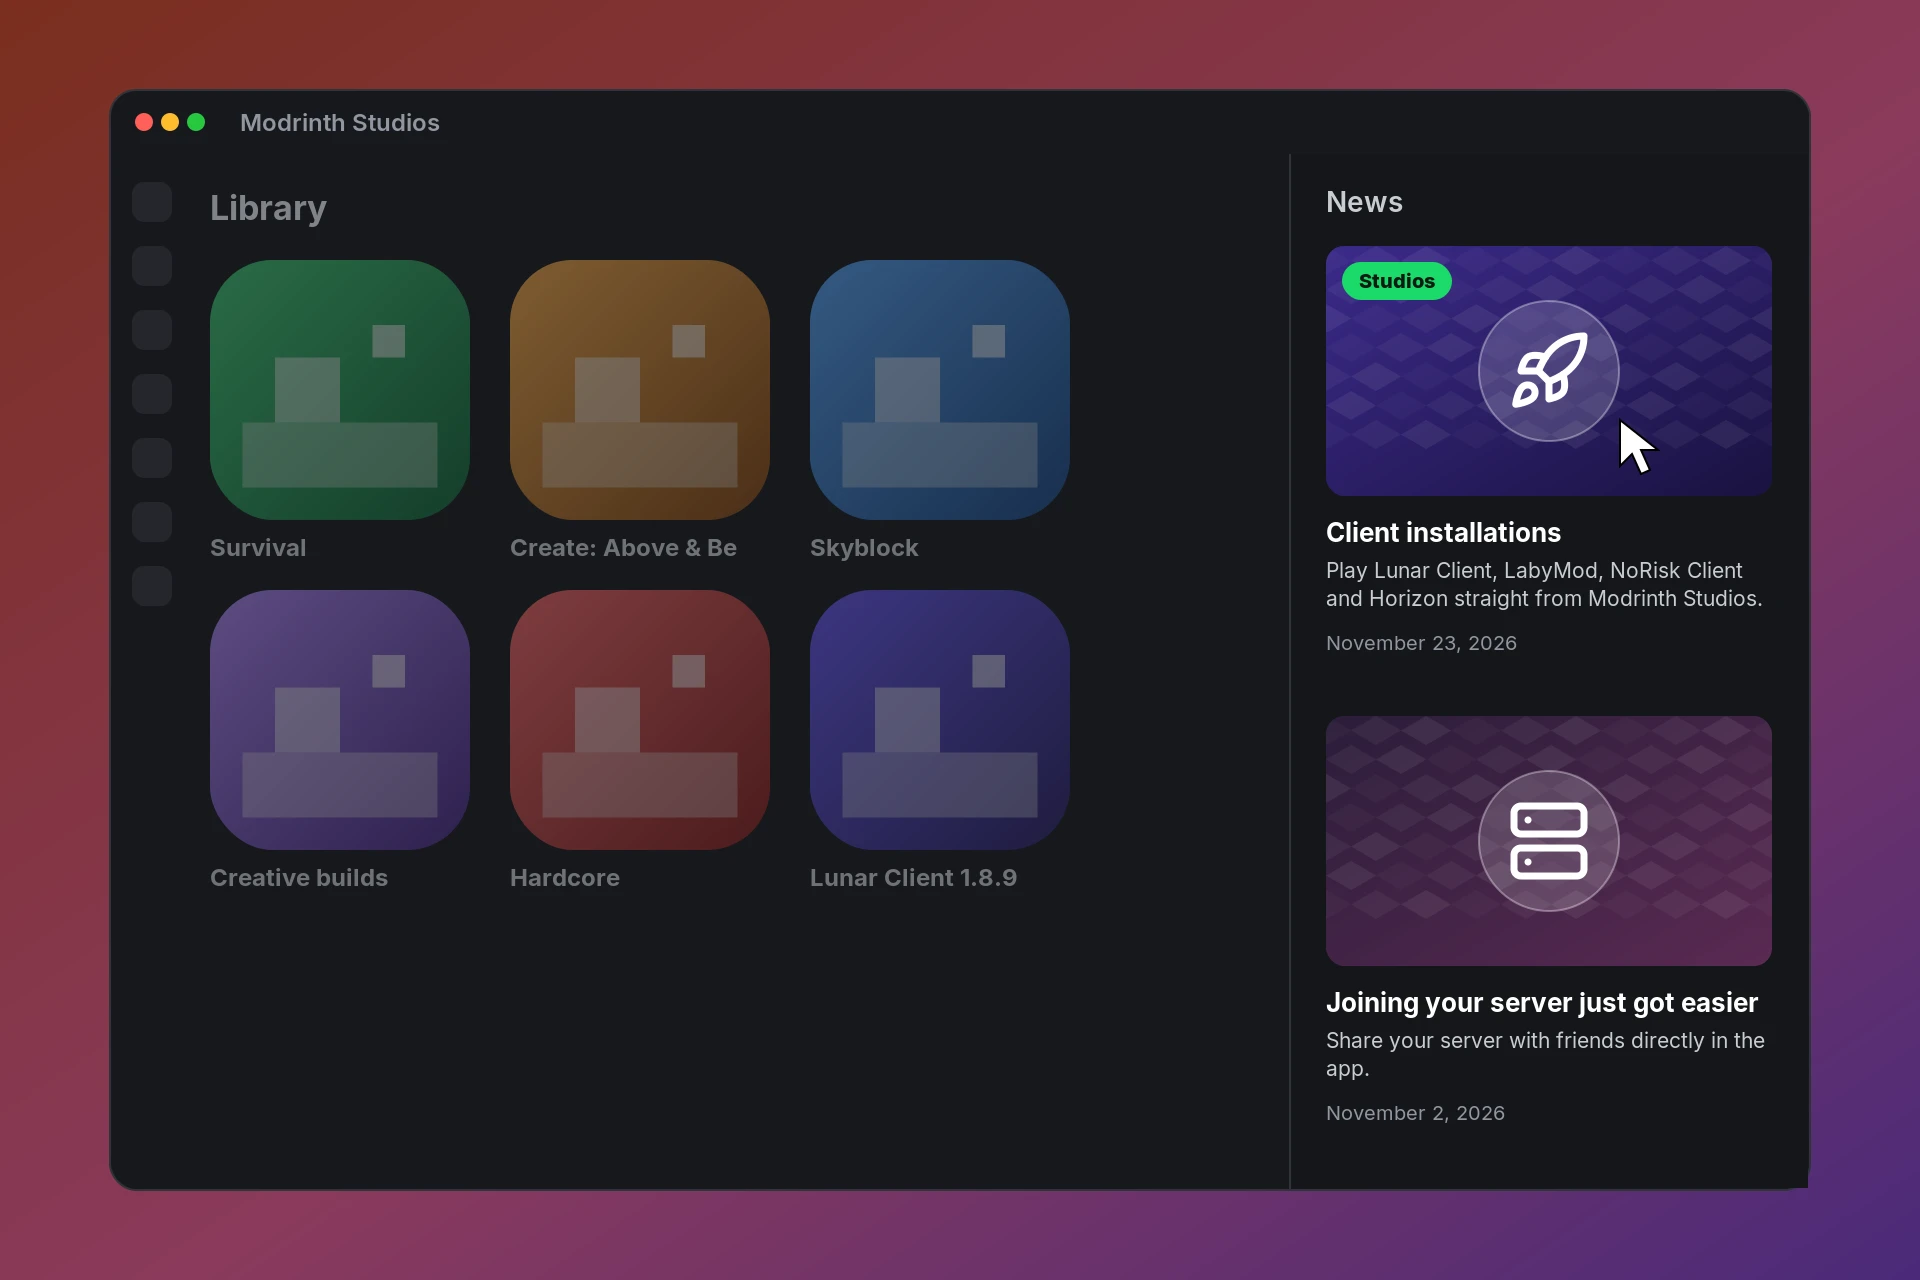 Modrinth Studios
Library
Survival
Create: Above & Be
Skyblock
Creative builds
Hardcore
Lunar Client 1.8.9
News
Studios
Client installations
Play Lunar Client, LabyMod, NoRisk Client
and Horizon straight from Modrinth Studios.
November 23, 2026
Joining your server just got easier
Share your server with friends directly in the
app.
November 2, 2026